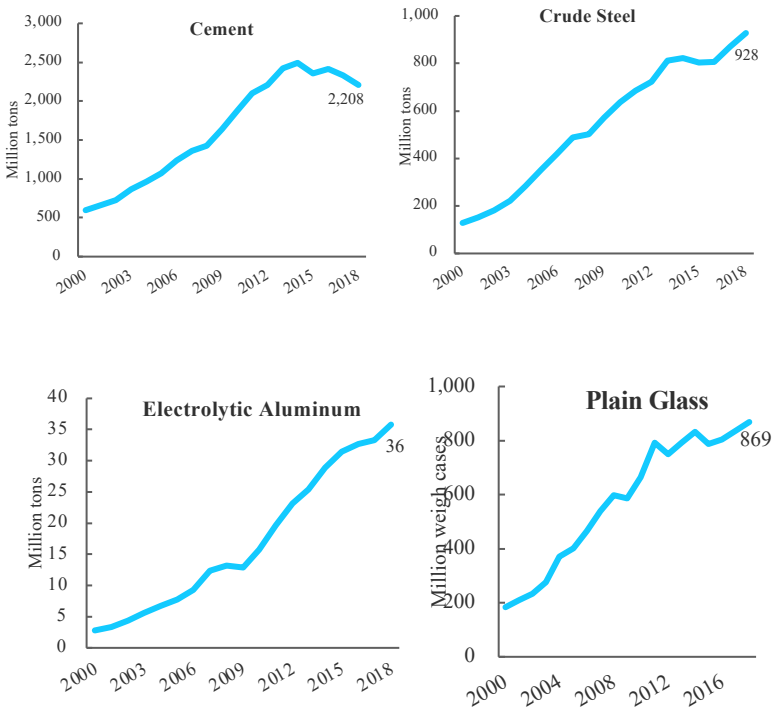 Cement
Million tons
3,000
2,500
2,000
1,500
1,000
500
0
2,208
2000 2003 2006 2009 2012 2015 2018
Crude Steel
Million tons
1,000
800
600
400
200
0
928
2000 2003 2006 2009 2012 2015 2018
Electrolytic Aluminum
Million tons
40
35
30
25
20
15
10
5
0
36
2000 2003 2006 2009 2012 2015 2018
Plain Glass
Million weigh cases
1,000
800
600
400
200
0
869
2000 2004 2008 2012 2016